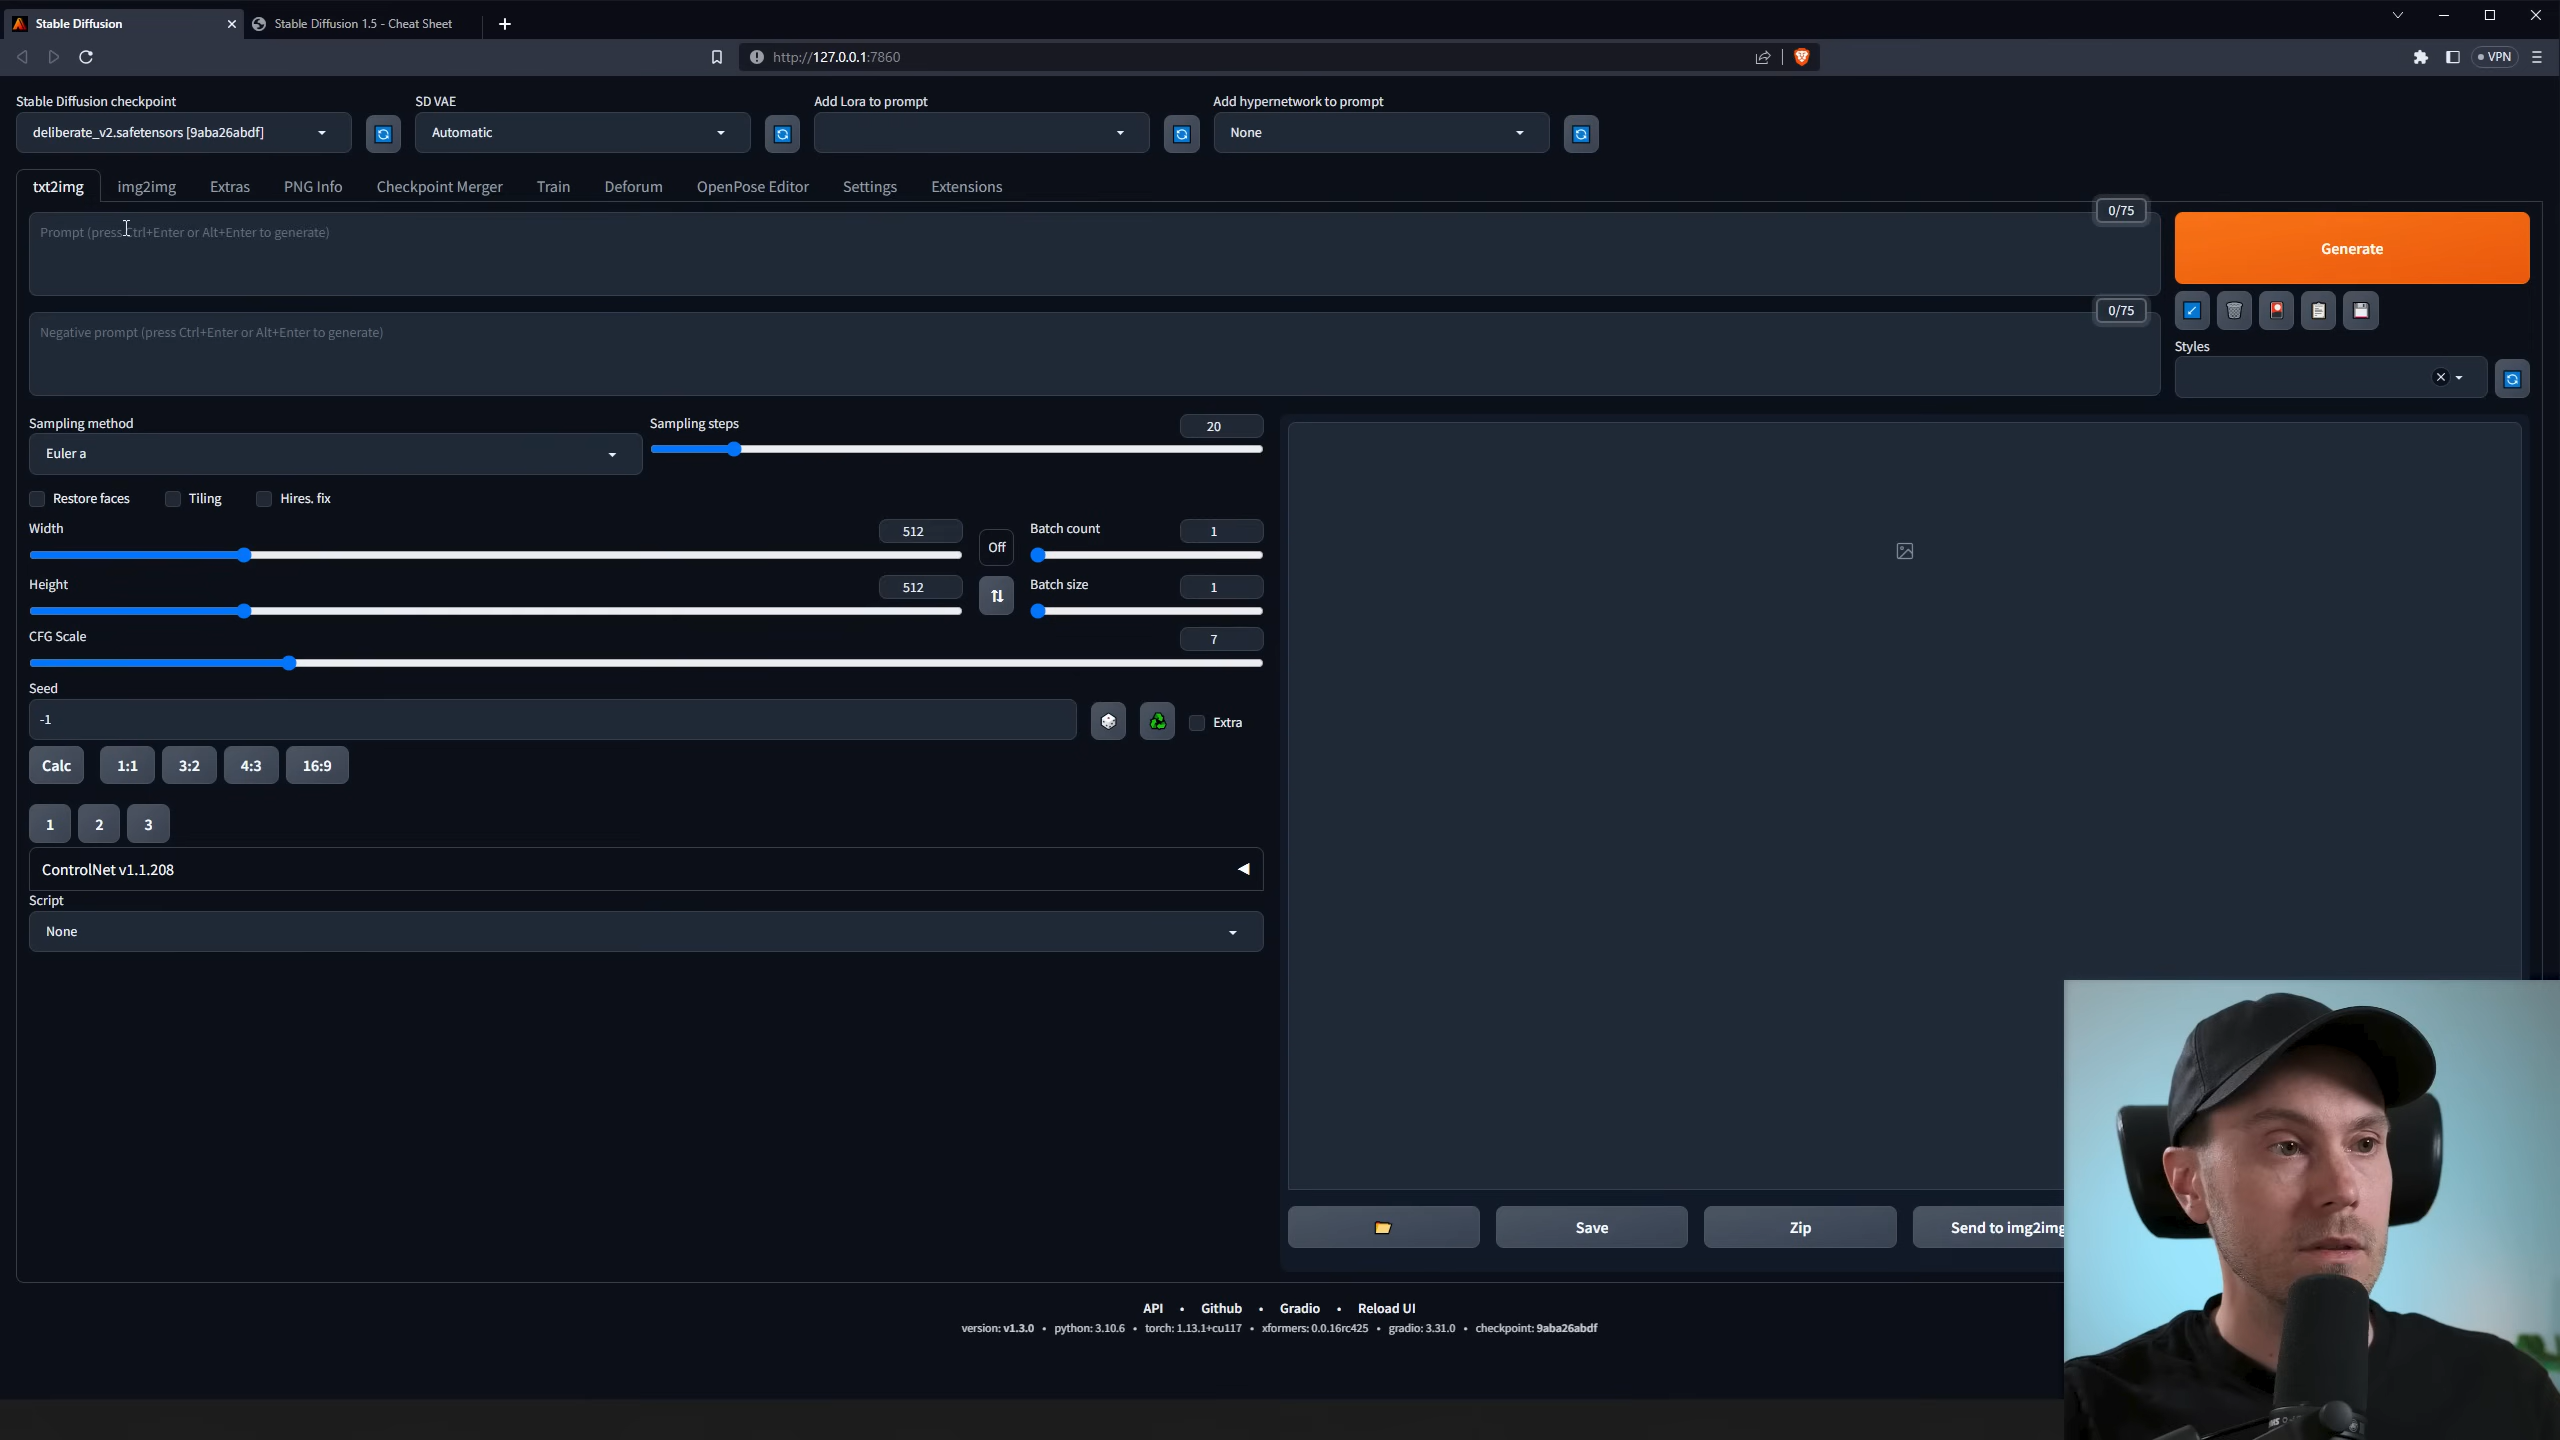 Stable Diffusion
Stable Diffusion 1.5 - Cheat Sheet
http://127.0.0.1:7860
VPN
Stable Diffusion checkpoint
SD VAE
Add Lora to prompt
Add hypernetwork to prompt
deliberate_v2.safetensors [9aba26abdf]
Automatic
None
txt2img
img2img
Extras
PNG Info
Checkpoint Merger
Train
Deforum
OpenPose Editor
Settings
Extensions
0/75
Prompt (press Ctrl+Enter or Alt+Enter to generate)
Generate
0/75
Negative prompt (press Ctrl+Enter or Alt+Enter to generate)
Styles
Sampling method
Euler a
Sampling steps
20
Restore faces
Tiling
Hires. fix
Width
512
Off
Batch count
1
Height
512
Batch size
1
CFG Scale
7
Seed
-1
Extra
Calc
1:1
3:2
4:3
16:9
1
2
3
ControlNet v1.1.208
Script
None
Save
Zip
Send to img2img
API • Github • Gradio • Reload UI
version: v1.3.0 • python: 3.10.6 • torch: 1.13.1+cu117 • xformers: 0.0.16rc425 • gradio: 3.31.0 • checkpoint: 9aba26abdf